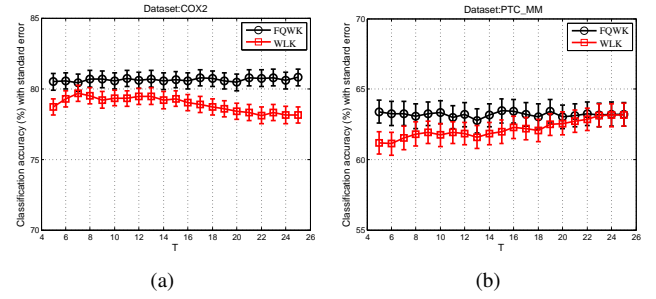 Dataset:COX2
85
80
75
70
Classification accuracy (%) with standard error
FQWK
WLK
4 6 8 10 12 14 16 18 20 22 24 26
T
(a)
Dataset:PTC_MM
70
65
60
55
Classification accuracy (%) with standard error
FQWK
WLK
4 6 8 10 12 14 16 18 20 22 24 26
T
(b)